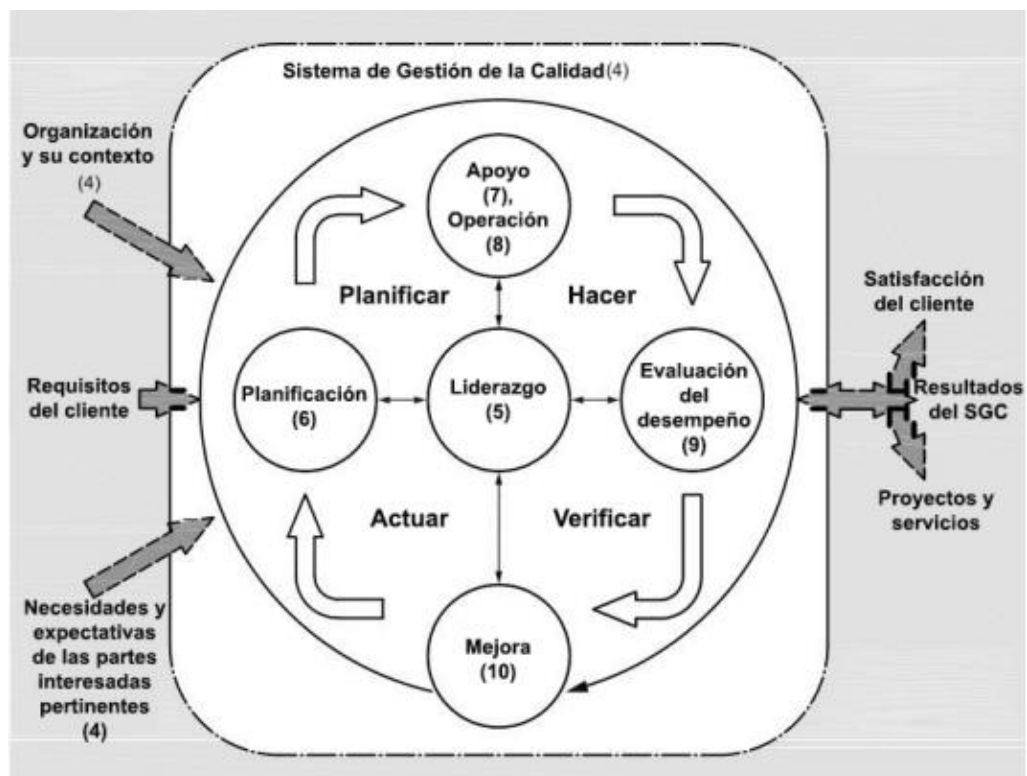 Sistema de Gestión de la Calidad(4)
Organización
y su contexto
(4)
Requisitos
del cliente
Necesidades y
expectativas
de las partes
interesadas
pertinentes
(4)
Apoyo
(7),
Operación
(8)
Planificar
Hacer
Planificación
(6)
Liderazgo
(5)
Evaluación
del
desempeño
(9)
Actuar
Verificar
Mejora
(10)
Satisfacción
del cliente
Resultados
del SGC
Proyectos y
servicios